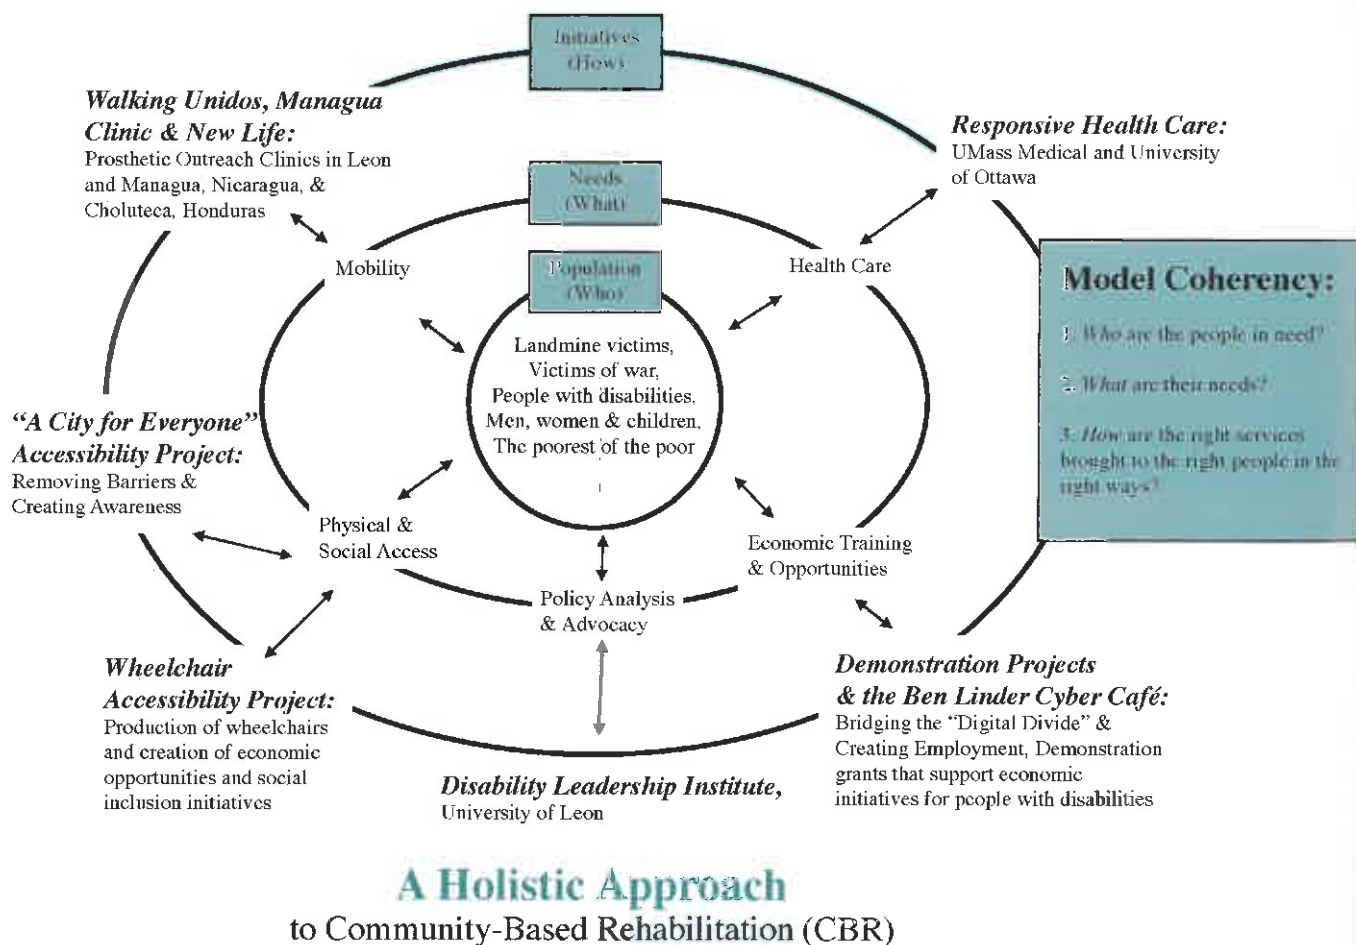 Initiatives
(How)
Walking Unidos, Managua
Clinic & New Life:
Prosthetic Outreach Clinics in Leon
and Managua, Nicaragua, &
Choluteca, Honduras
Responsive Health Care:
UMass Medical and University
of Ottawa
Needs
(What)
Mobility
Population
(Who)
Health Care
Model Coherency:
1. Who are the people in need?
2. What are their needs?
3. How are the right services
brought to the right people in the
right ways?
Landmine victims,
Victims of war,
People with disabilities,
Men, women & children,
The poorest of the poor
“A City for Everyone”
Accessibility Project:
Removing Barriers &
Creating Awareness
Physical &
Social Access
Economic Training
& Opportunities
Policy Analysis
& Advocacy
Wheelchair
Accessibility Project:
Production of wheelchairs
and creation of economic
opportunities and social
inclusion initiatives
Disability Leadership Institute,
University of Leon
Demonstration Projects
& the Ben Linder Cyber Café:
Bridging the “Digital Divide” &
Creating Employment, Demonstration
grants that support economic
initiatives for people with disabilities
A Holistic Approach
to Community-Based Rehabilitation (CBR)